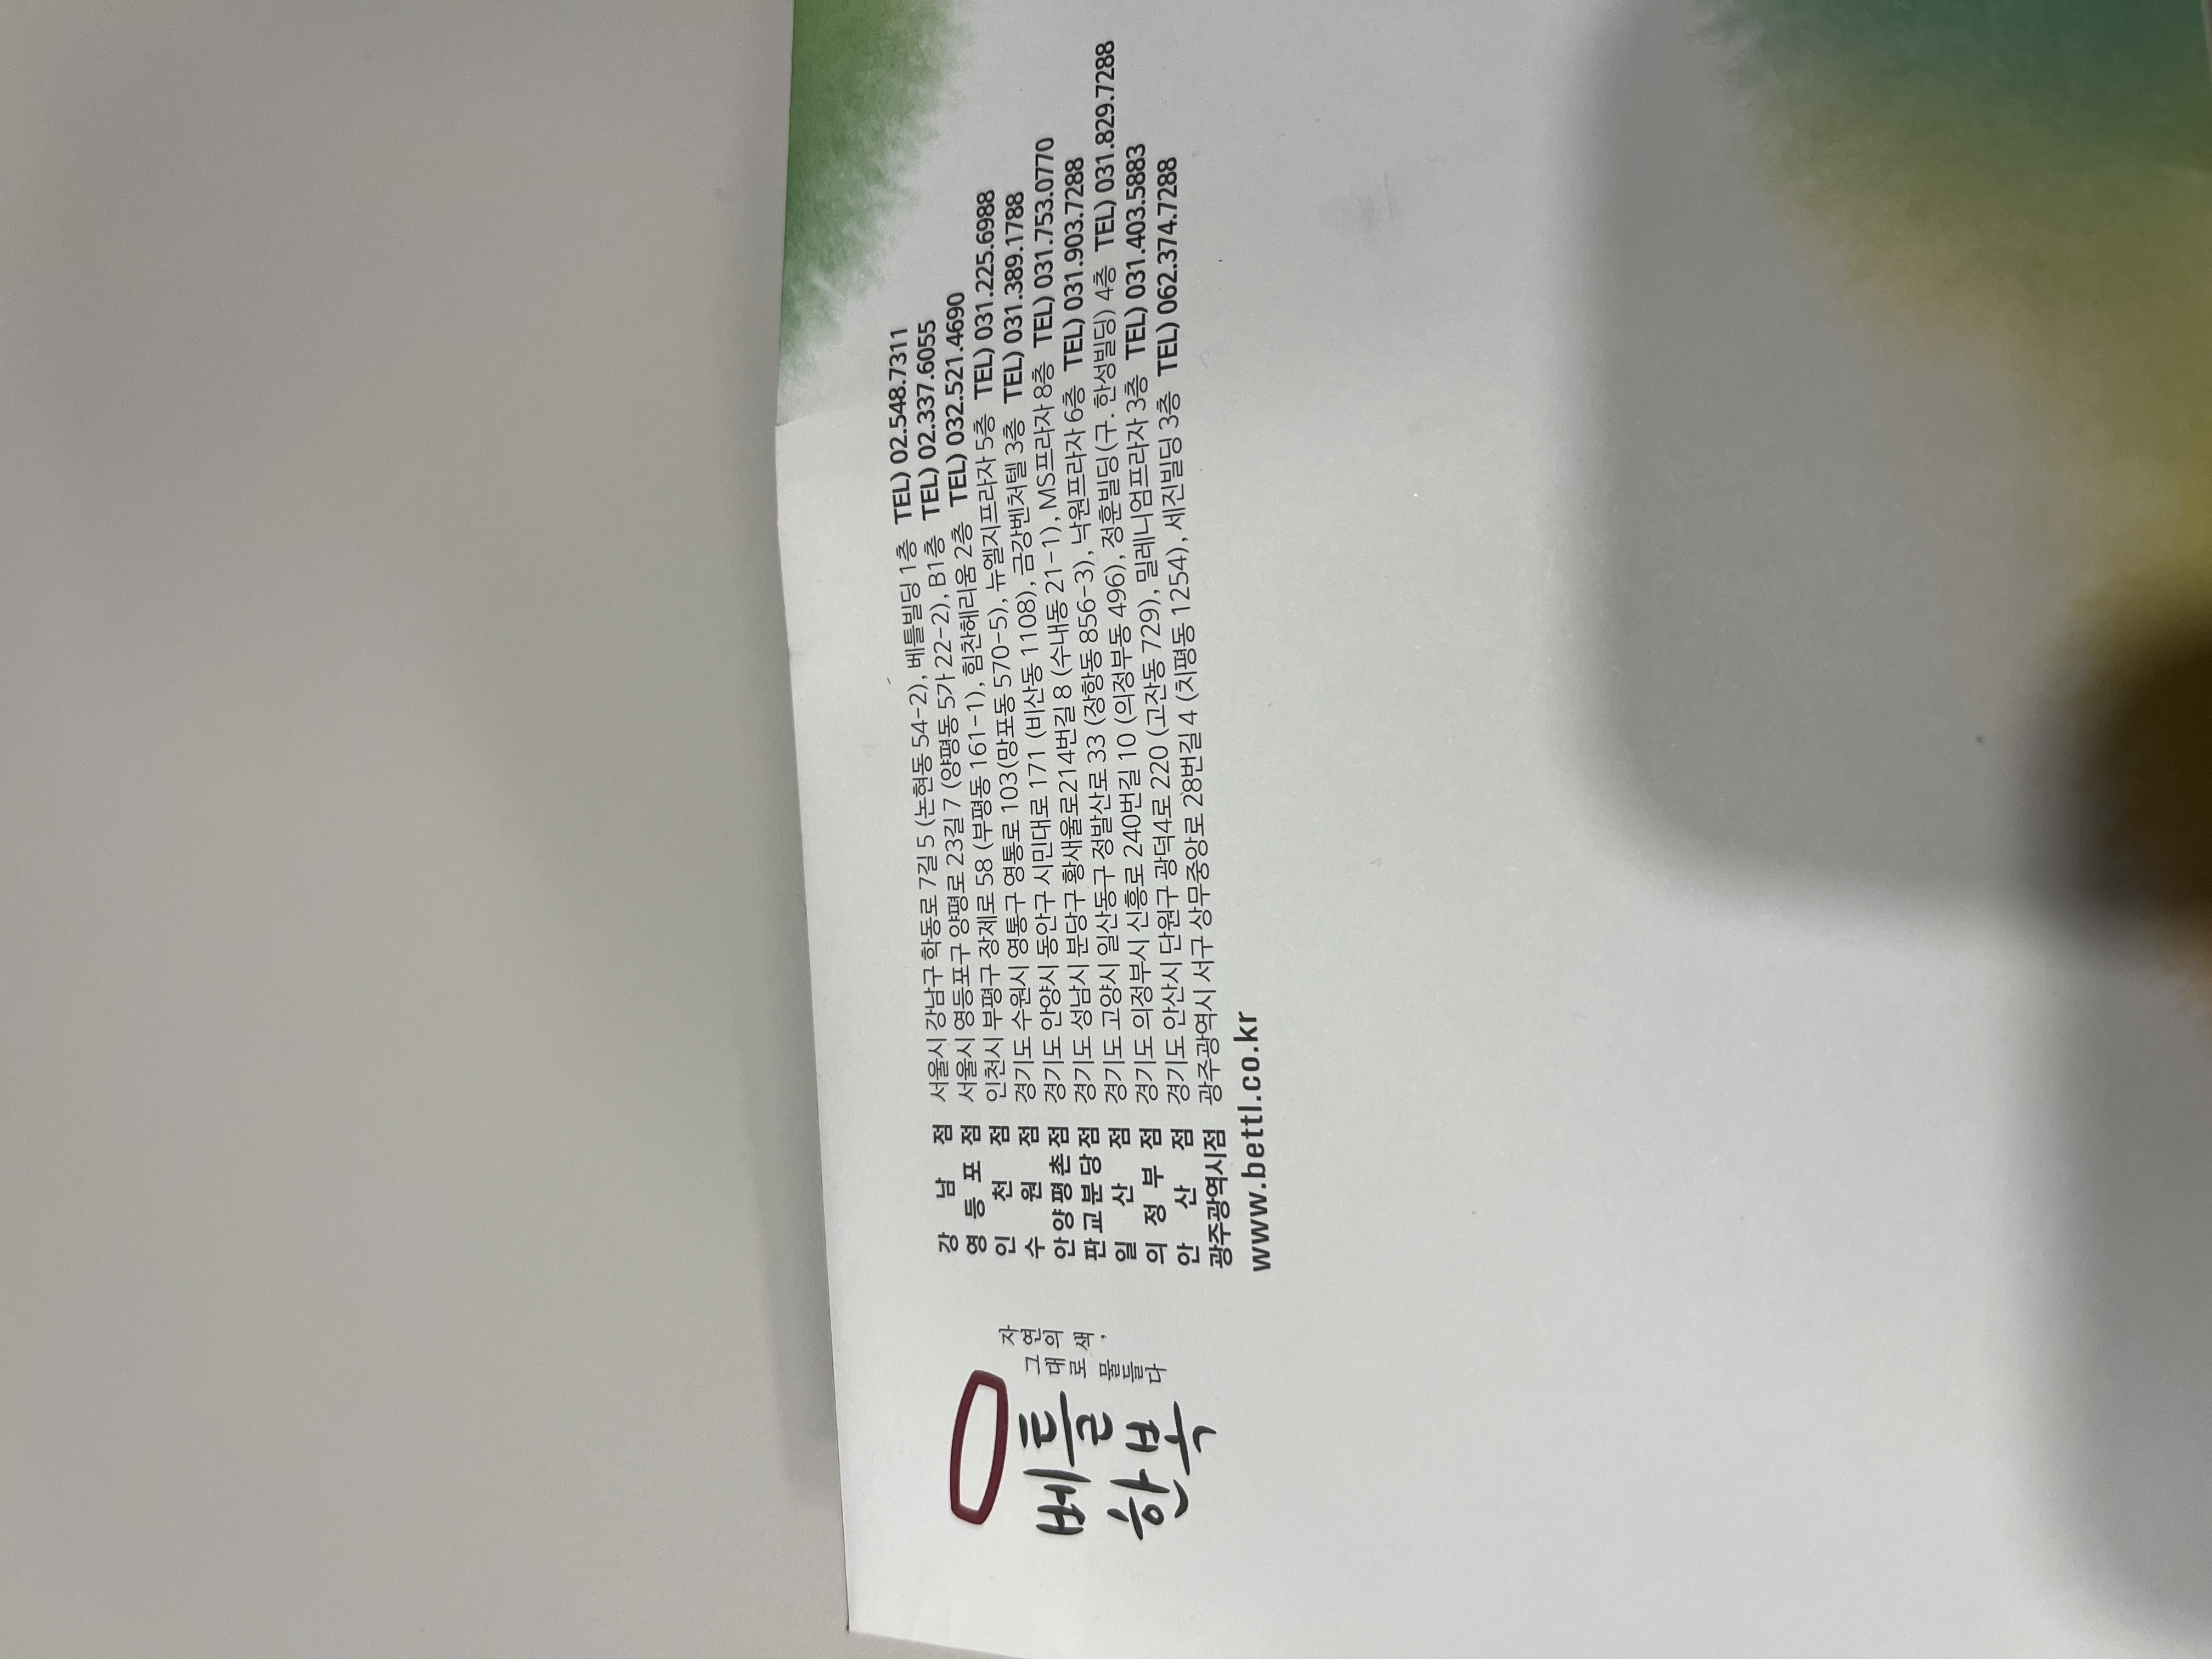 베틀
한복
자연의 색,
그대로 물들다
강남점 서울시 강남구 학동로 7길 5 (논현동 54-2), 베틀빌딩 1층 TEL) 02.548.7311
영등포점 서울시 영등포구 양평로 23길 7 (양평동 5가 22-2), B1층 TEL) 02.337.6055
인천점 인천시 부평구 장제로 58 (부평동 161-1), 힘찬헤리움 2층 TEL) 032.521.4690
수원점 경기도 수원시 영통구 영통로 103(망포동 570-5), 뉴엘지프라자 5층 TEL) 031.225.6988
안양평촌점 경기도 안양시 동안구 시민대로 171 (비산동 1108), 금강벤처텔 3층 TEL) 031.389.1788
판교분당점 경기도 성남시 분당구 황새울로214번길 8 (수내동 21-1), MS프라자 8층 TEL) 031.753.0770
일산점 경기도 고양시 일산동구 정발산로 33 (장항동 856-3), 낙원프라자 6층 TEL) 031.903.7288
의정부점 경기도 의정부시 신흥로 240번길 10 (의정부동 496), 정훈빌딩(구. 한성빌딩) 4층 TEL) 031.829.7288
안산점 경기도 안산시 단원구 광덕4로 220 (고잔동 729), 밀레니엄프라자 3층 TEL) 031.403.5883
광주광역시점 광주광역시 서구 상무중앙로 28번길 4 (치평동 1254), 세진빌딩 3층 TEL) 062.374.7288
www.bettl.co.kr